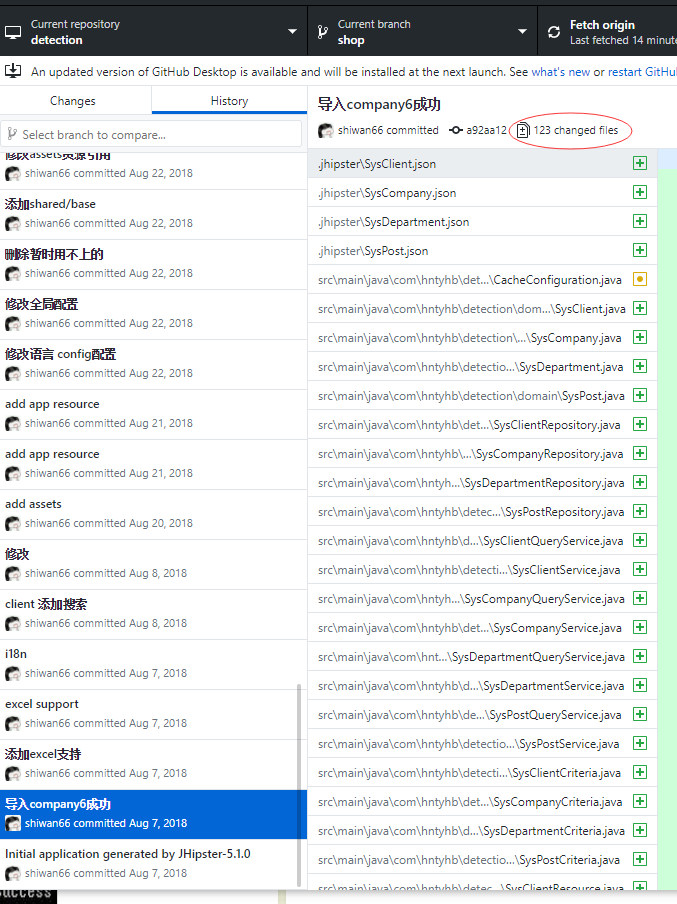 Current repository
detection
Current branch
shop
Fetch origin
Last fetched 14 minute
An updated version of GitHub Desktop is available and will be installed at the next launch. See what's new or restart GitHu
Changes
History
Select branch to compare...
修改assets资源引用
shiwan66 committed Aug 22, 2018
添加shared/base
shiwan66 committed Aug 22, 2018
删除暂时用不上的
shiwan66 committed Aug 22, 2018
修改全局配置
shiwan66 committed Aug 22, 2018
修改语言 config配置
shiwan66 committed Aug 22, 2018
add app resource
shiwan66 committed Aug 21, 2018
add app resource
shiwan66 committed Aug 21, 2018
add assets
shiwan66 committed Aug 20, 2018
修改
shiwan66 committed Aug 8, 2018
client 添加搜索
shiwan66 committed Aug 8, 2018
i18n
shiwan66 committed Aug 7, 2018
excel support
shiwan66 committed Aug 7, 2018
添加excel支持
shiwan66 committed Aug 7, 2018
导入company6成功
shiwan66 committed Aug 7, 2018
Initial application generated by JHipster-5.1.0
shiwan66 committed Aug 7, 2018
success
导入company6成功
shiwan66 committed a92aa12 123 changed files
.jhipster\SysClient.json
.jhipster\SysCompany.json
.jhipster\SysDepartment.json
.jhipster\SysPost.json
src\main\java\com\hntyhb\det...\CacheConfiguration.java
src\main\java\com\hntyhb\detection\dom...\SysClient.java
src\main\java\com\hntyhb\detection\...\SysCompany.java
src\main\java\com\hntyhb\detectio...\SysDepartment.java
src\main\java\com\hntyhb\detection\domain\SysPost.java
src\main\java\com\hntyhb\det...\SysClientRepository.java
src\main\java\com\hntyhb\...\SysCompanyRepository.java
src\main\java\com\hntyh...\SysDepartmentRepository.java
src\main\java\com\hntyhb\detec...\SysPostRepository.java
src\main\java\com\hntyhb\d...\SysClientQueryService.java
src\main\java\com\hntyhb\detecti...\SysClientService.java
src\main\java\com\hntyh...\SysCompanyQueryService.java
src\main\java\com\hntyhb\det...\SysCompanyService.java
src\main\java\com\hnt...\SysDepartmentQueryService.java
src\main\java\com\hntyhb\d...\SysDepartmentService.java
src\main\java\com\hntyhb\de...\SysPostQueryService.java
src\main\java\com\hntyhb\detectio...\SysPostService.java
src\main\java\com\hntyhb\detecti...\SysClientCriteria.java
src\main\java\com\hntyhb\det...\SysCompanyCriteria.java
src\main\java\com\hntyhb\d...\SysDepartmentCriteria.java
src\main\java\com\hntyhb\detectio...\SysPostCriteria.java
src\main\java\com\hntyhb\detec...\SysClientResource.java